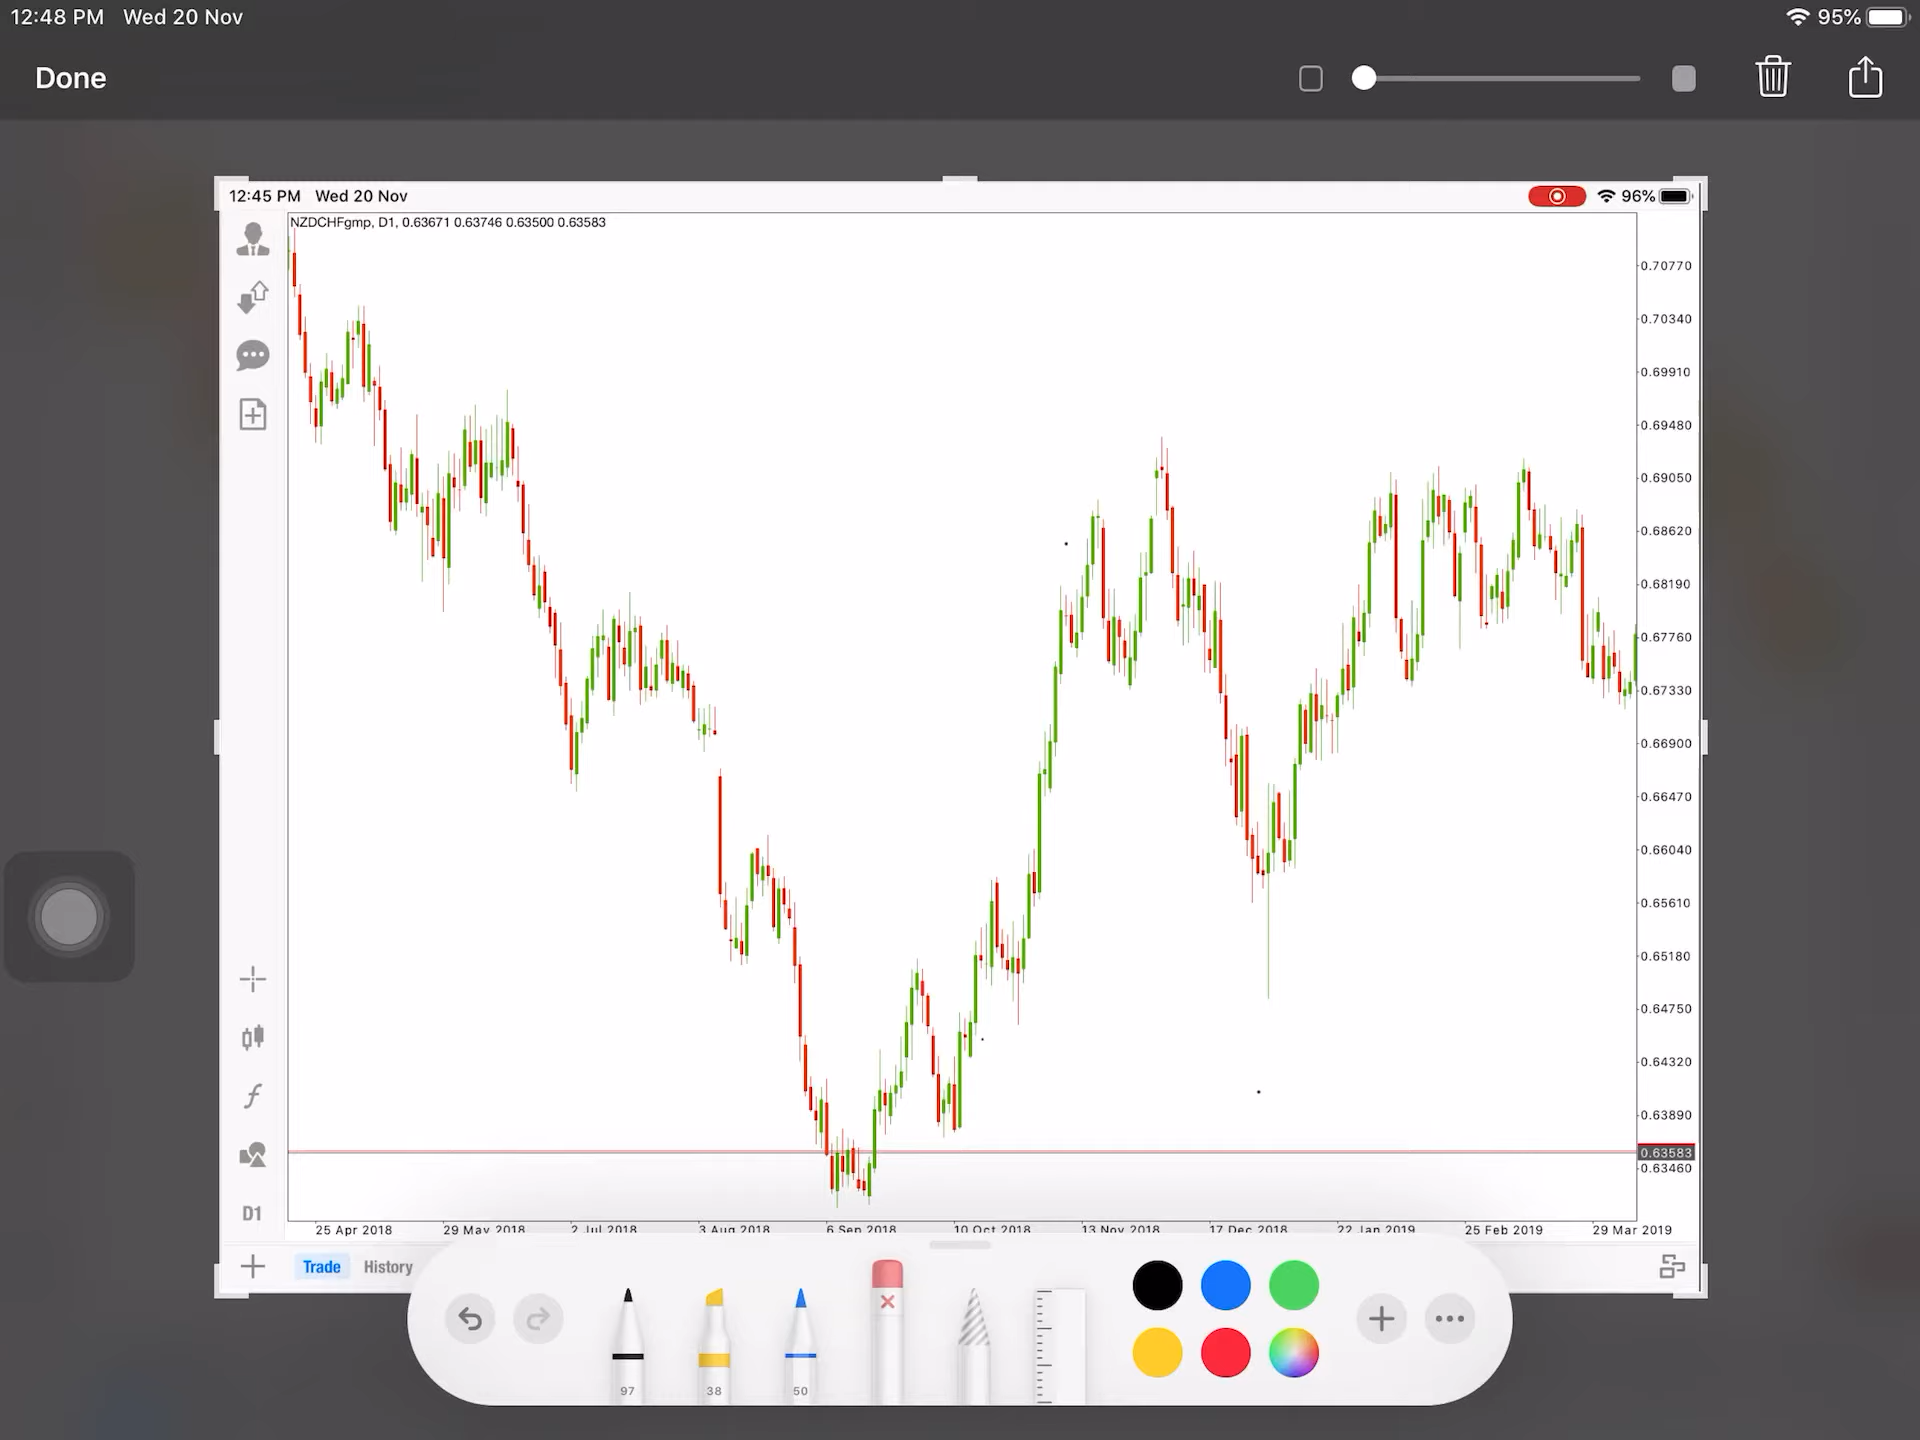 12:48 PM Wed 20 Nov
95%
Done
12:45 PM Wed 20 Nov
96%
NZDCHFgmp, D1, 0.63671 0.63746 0.63500 0.63583
0.70770
0.70340
0.69910
0.69480
0.69050
0.68620
0.68190
0.67760
0.67330
0.66900
0.66470
0.66040
0.65610
0.65180
0.64750
0.64320
0.63890
0.63583
0.63460
D1
25 Apr 2018 29 May 2018 2 Jul 2018 3 Aug 2018 6 Sep 2018 10 Oct 2018 13 Nov 2018 17 Dec 2018 22 Jan 2019 25 Feb 2019 29 Mar 2019
Trade History
97 38 50